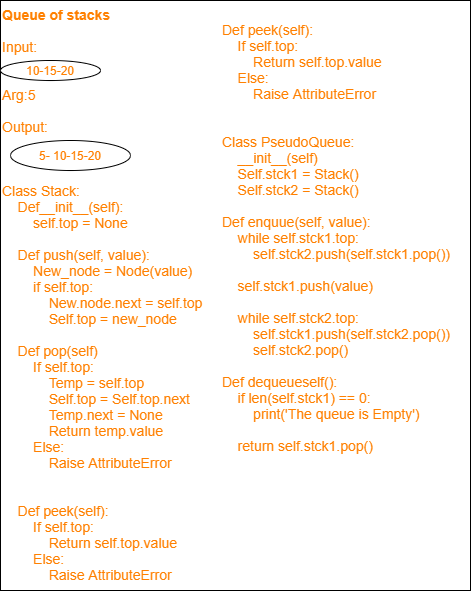 Queue of stacks
Input:
10-15-20
Arg:5
Output:
5- 10-15-20
Class Stack:
Def__init__(self):
self.top = None
Def push(self, value):
New_node = Node(value)
if self.top:
New.node.next = self.top
Self.top = new_node
Def pop(self)
If self.top:
Temp = self.top
Self.top = Self.top.next
Temp.next = None
Return temp.value
Else:
Raise AttributeError
Def peek(self):
If self.top:
Return self.top.value
Else:
Raise AttributeError
Def peek(self):
If self.top:
Return self.top.value
Else:
Raise AttributeError
Class PseudoQueue:
__init__(self)
Self.stck1 = Stack()
Self.stck2 = Stack()
Def enquue(self, value):
while self.stck1.top:
self.stck2.push(self.stck1.pop())
self.stck1.push(value)
while self.stck2.top:
self.stck1.push(self.stck2.pop())
self.stck2.pop()
Def dequeueself():
if len(self.stck1) == 0:
print('The queue is Empty')
return self.stck1.pop()